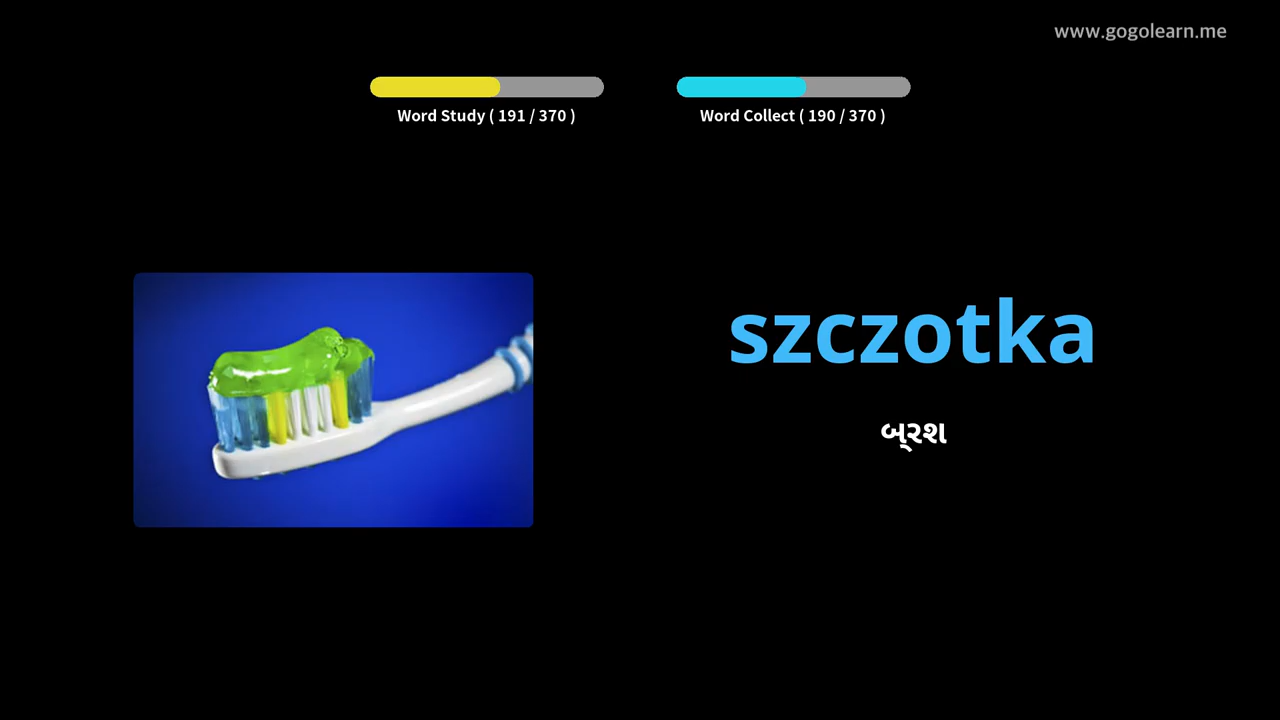 www.gogolearn.me
Word Study ( 191 / 370 )
Word Collect ( 190 / 370 )
szczotka
બ્રશ